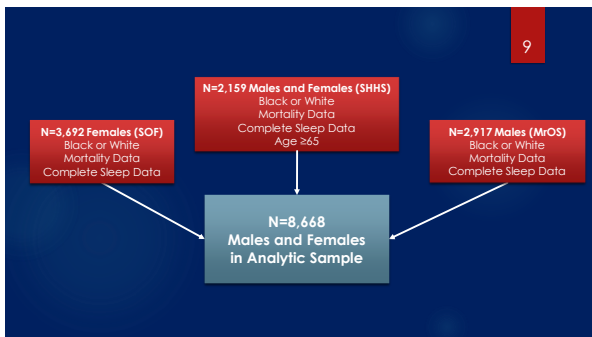 9
N=2,159 Males and Females (SHHS)
Black or White
Mortality Data
Complete Sleep Data
Age ≥65
N=3,692 Females (SOF)
Black or White
Mortality Data
Complete Sleep Data
N=2,917 Males (MrOS)
Black or White
Mortality Data
Complete Sleep Data
N=8,668
Males and Females
in Analytic Sample